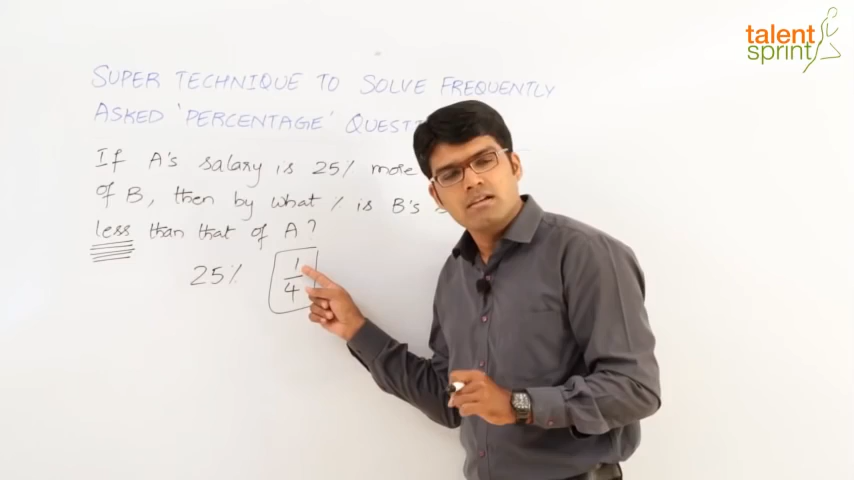 talent
sprint
SUPER TECHNIQUE TO SOLVE FREQUENTLY
ASKED 'PERCENTAGE' QUEST
If A's salary is 25% more
of B, then by what % is B's
less than that of A?
25% 1/4